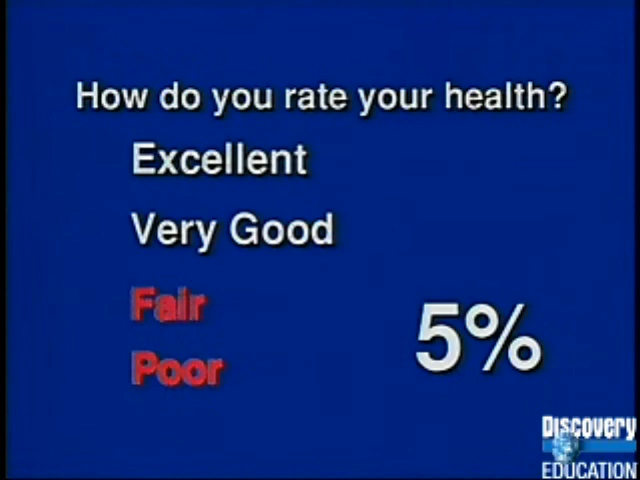 How do you rate your health?
Excellent
Very Good
Fair
Poor
5%
Discovery
EDUCATION